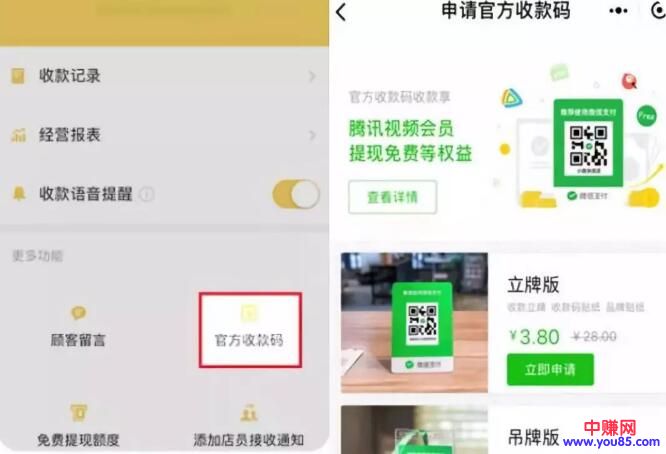 收款记录
经营报表
收款语音提醒
更多功能
顾客留言
官方收款码
免费提现额度
添加店员接收通知
申请官方收款码
官方收款码收款享
腾讯视频会员
提现免费等权益
查看详情
推荐使用微信支付
微信支付
Free
立牌版
收款立牌 收款码贴纸 品牌贴纸
¥3.80 ¥28.00
立即申请
微信支付
吊牌版
中赚网
www.you85.com